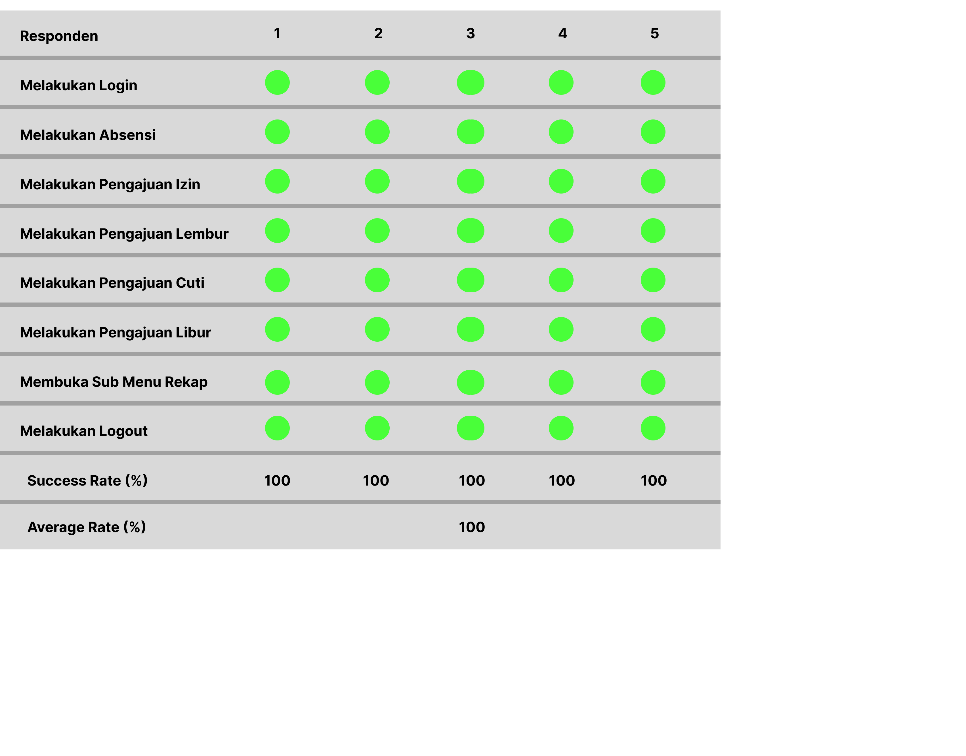 Responden 1 2 3 4 5
Melakukan Login
Melakukan Absensi
Melakukan Pengajuan Izin
Melakukan Pengajuan Lembur
Melakukan Pengajuan Cuti
Melakukan Pengajuan Libur
Membuka Sub Menu Rekap
Melakukan Logout
Success Rate (%) 100 100 100 100 100
Average Rate (%) 100